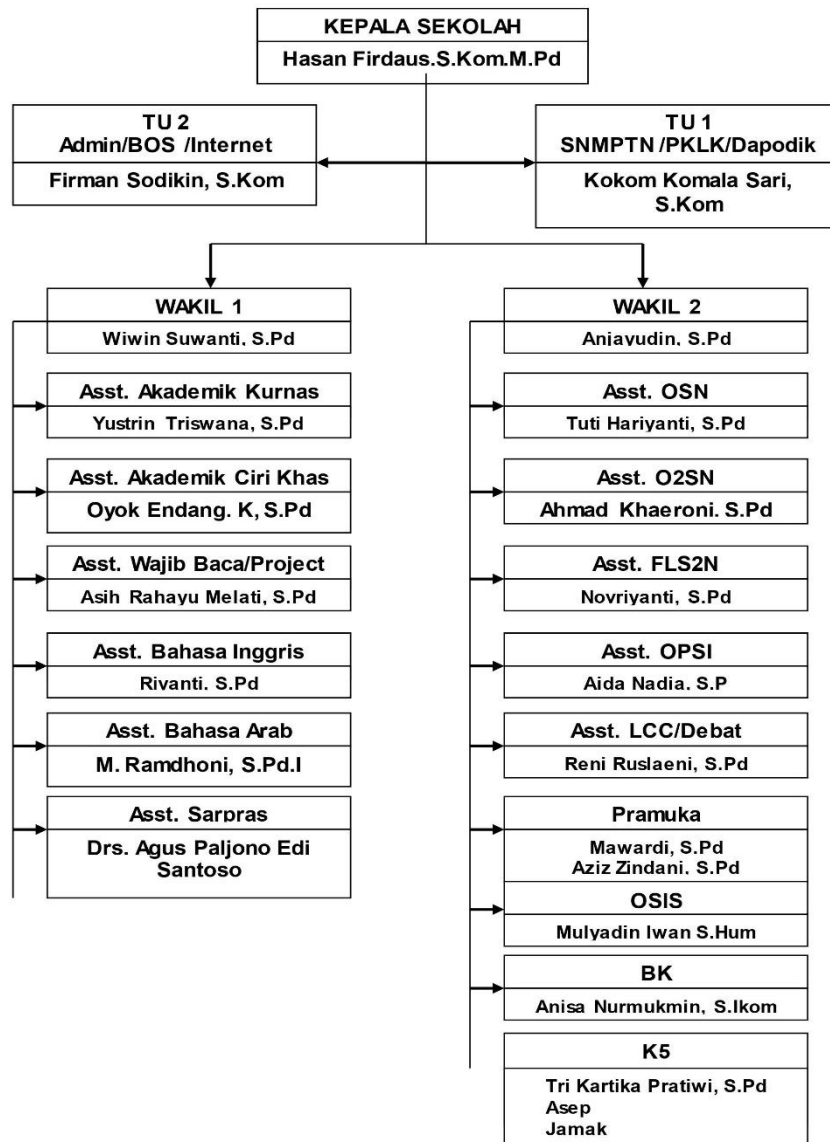 KEPALA SEKOLAH
Hasan Firdaus.S.Kom.M.Pd
TU 2
Admin/BOS /Internet
Firman Sodikin, S.Kom
TU 1
SNMPTN /PKLK/Dapodik
Kokom Komala Sari,
S.Kom
WAKIL 1
Wiwin Suwanti, S.Pd
Asst. Akademik Kurnas
Yustrin Triswana, S.Pd
Asst. Akademik Ciri Khas
Oyok Endang. K, S.Pd
Asst. Wajib Baca/Project
Asih Rahayu Melati, S.Pd
Asst. Bahasa Inggris
Rivanti. S.Pd
Asst. Bahasa Arab
M. Ramdhoni, S.Pd.I
Asst. Sarpras
Drs. Agus Paljono Edi
Santoso
WAKIL 2
Anjayudin, S.Pd
Asst. OSN
Tuti Hariyanti, S.Pd
Asst. O2SN
Ahmad Khaeroni. S.Pd
Asst. FLS2N
Novriyanti, S.Pd
Asst. OPSI
Aida Nadia. S.P
Asst. LCC/Debat
Reni Ruslaeni, S.Pd
Pramuka
Mawardi, S.Pd
Aziz Zindani, S.Pd
OSIS
Mulyadin Iwan S.Hum
BK
Anisa Nurmukmin, S.Ikom
K5
Tri Kartika Pratiwi, S.Pd
Asep
Jamak